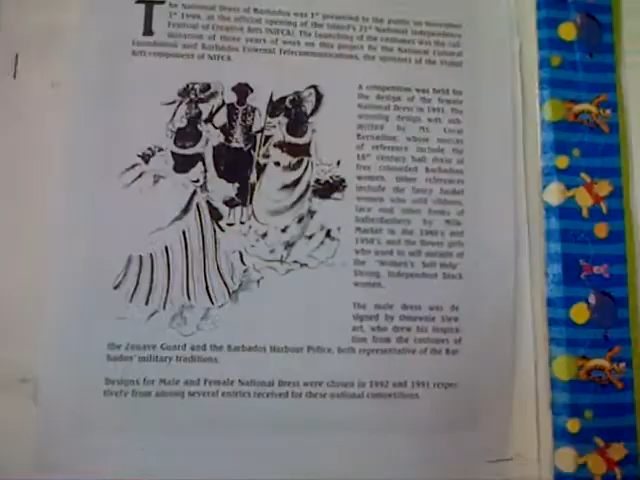 The National Dress of Barbados was 1st presented to the public on November
1st 1994, at the official opening of the island's 21st National Independence
Festival of Creative Arts (NIFCA). The launching of the costumes was the cul-
mination of three years of work on this project by the National Cultural
Foundation and Barbados External Telecommunications, the sponsors of the Visual
Arts component of NIFCA.
A competition was held for
the design of the female
National Dress in 1991. The
winning design was sub-
mitted by Ms.
whose sources
of reference include the
18th century ball dress of
free coloureds Barbadian
women. Other references
include the fancy basket
women who sold ribbons,
lace and other items of
haberdashery by Milk
Market in the 1940's and
1950's and the flower girls
who used to sell outside of
the "Women's Self Help".
Strong, independent black
women.
The male dress was de-
signed by Omowale Stew-
art, who drew his inspira-
tion from the costumes of
the Zouave Guard and the Barbados Harbour Police, both representative of the Bar-
bados' military traditions.
Designs for Male and Female National Dress were chosen in 1992 and 1991 respec-
tively from among several entries received for these national competitions.